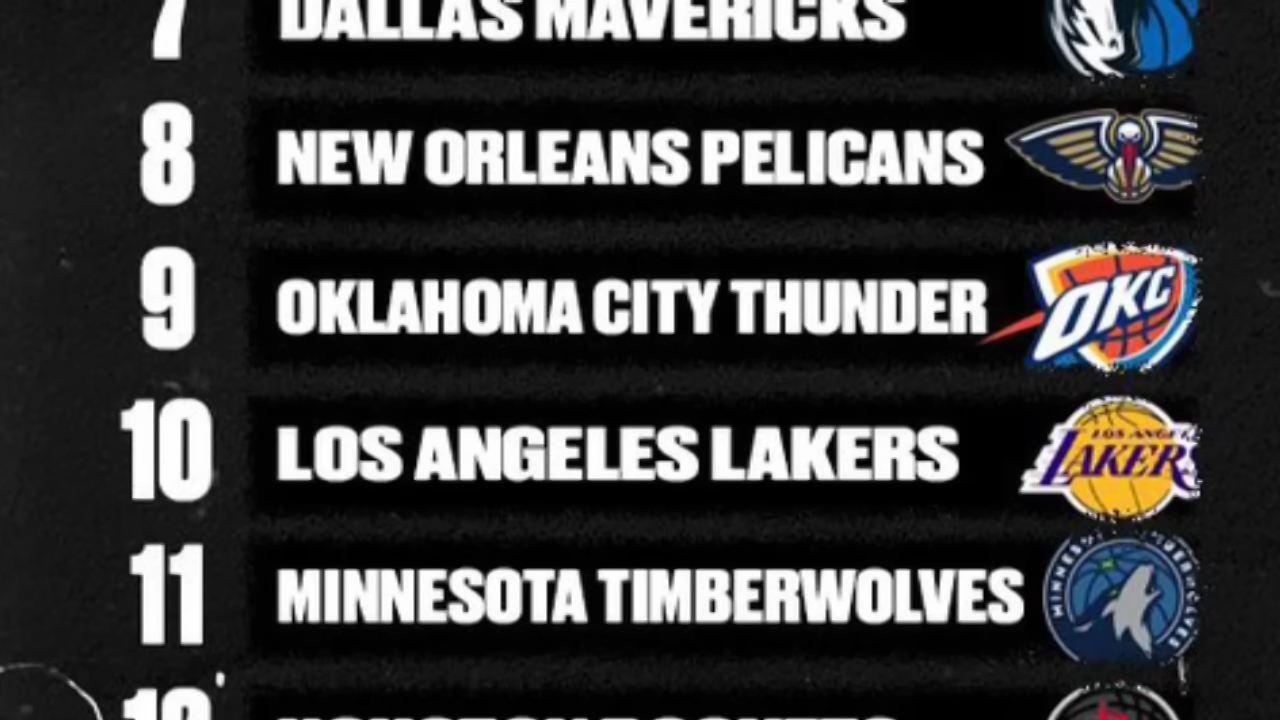 7 DALLAS MAVERICKS
8 NEW ORLEANS PELICANS
9 OKLAHOMA CITY THUNDER
OKC
10 LOS ANGELES LAKERS
11 MINNESOTA TIMBERWOLVES
12